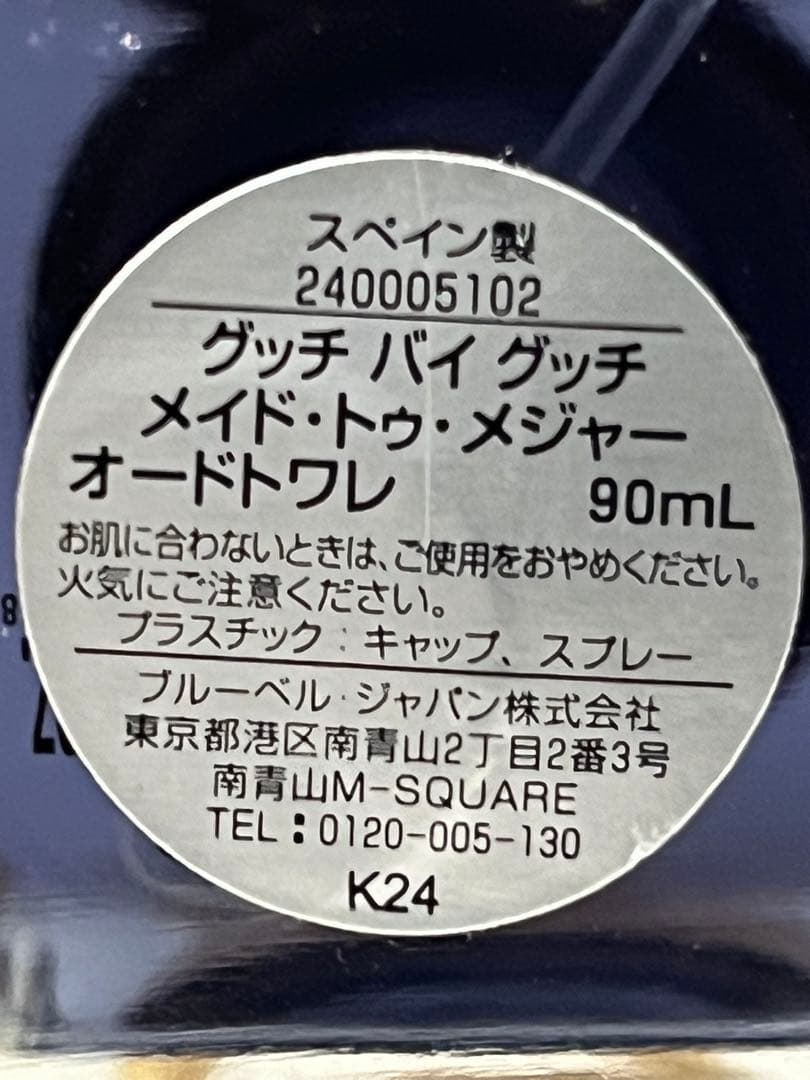 スペイン製
240005102
グッチ バイ グッチ
メイド・トゥ・メジャー
オードトワレ 90mL
お肌に合わないときは、ご使用をおやめください。
火気にご注意ください。
プラスチック:キャップ、スプレー
ブルーベル・ジャパン株式会社
東京都港区南青山2丁目2番3号
南青山M-SQUARE
TEL:0120-005-130
K24
8